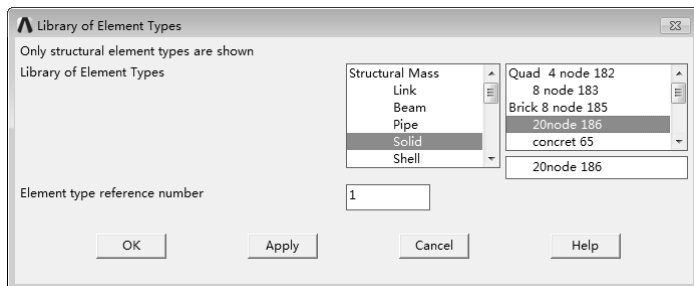 Library of Element Types
Only structural element types are shown
Library of Element Types
Structural Mass
Link
Beam
Pipe
Solid
Shell
Quad 4 node 182
8 node 183
Brick 8 node 185
20node 186
concret 65
20node 186
Element type reference number
1
OK
Apply
Cancel
Help